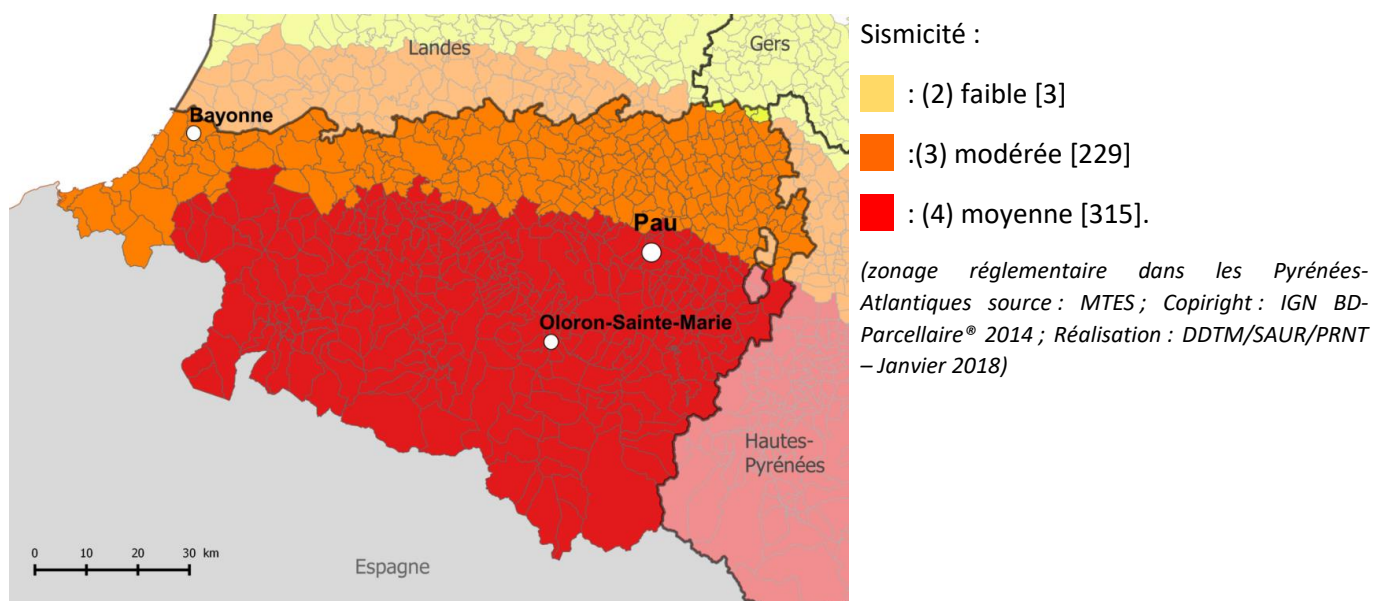 Landes
Gers
Bayonne
Pau
Oloron-Sainte-Marie
Hautes-
Pyrénées
Espagne
0 10 20 30 km
Sismicité :
: (2) faible [3]
:(3) modérée [229]
: (4) moyenne [315].
(zonage réglementaire dans les Pyrénées-
Atlantiques source : MTES ; Copiright : IGN BD-
Parcellaire® 2014 ; Réalisation : DDTM/SAUR/PRNT
– Janvier 2018)